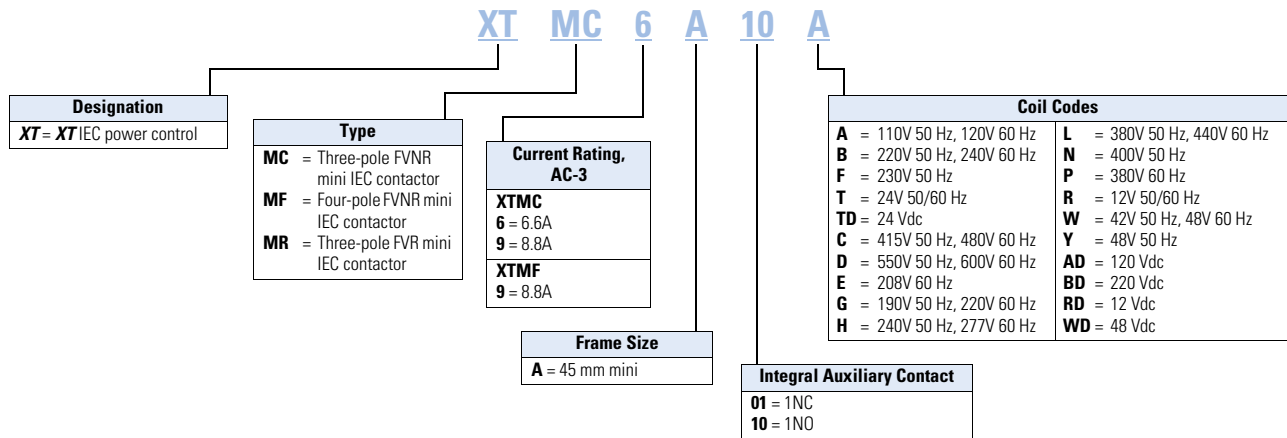 XT MC 6 A 10 A
Designation
XT = XT IEC power control
Type
MC = Three-pole FVNR
mini IEC contactor
MF = Four-pole FVNR mini
IEC contactor
MR = Three-pole FVR mini
IEC contactor
Current Rating,
AC-3
XTMC
6 = 6.6A
9 = 8.8A
XTMF
9 = 8.8A
Frame Size
A = 45 mm mini
Integral Auxiliary Contact
01 = 1NC
10 = 1NO
Coil Codes
A = 110V 50 Hz, 120V 60 Hz
B = 220V 50 Hz, 240V 60 Hz
F = 230V 50 Hz
T = 24V 50/60 Hz
TD = 24 Vdc
C = 415V 50 Hz, 480V 60 Hz
D = 550V 50 Hz, 600V 60 Hz
E = 208V 60 Hz
G = 190V 50 Hz, 220V 60 Hz
H = 240V 50 Hz, 277V 60 Hz
L = 380V 50 Hz, 440V 60 Hz
N = 400V 50 Hz
P = 380V 60 Hz
R = 12V 50/60 Hz
W = 42V 50 Hz, 48V 60 Hz
Y = 48V 50 Hz
AD = 120 Vdc
BD = 220 Vdc
RD = 12 Vdc
WD = 48 Vdc